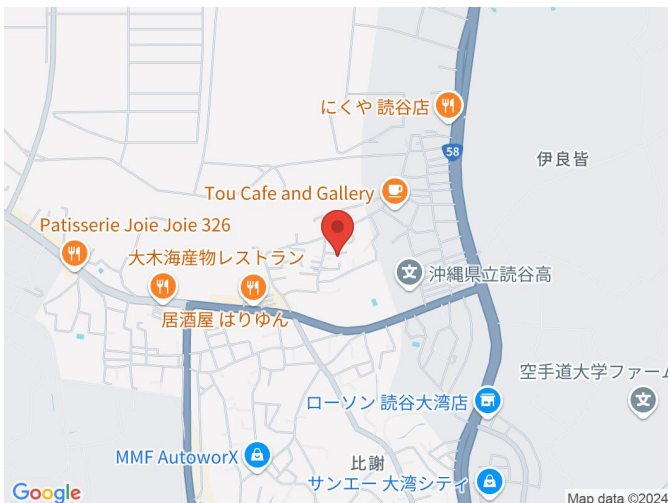 にくや 読谷店
58
伊良皆
Tou Cafe and Gallery
Patisserie Joie Joie 326
大木海産物レストラン
沖縄県立読谷高
居酒屋 はりゆん
空手道大学ファーム
ローソン 読谷大湾店
MMF AutoworX
比謝
サンエー 大湾シティ
Google
Map data ©2024